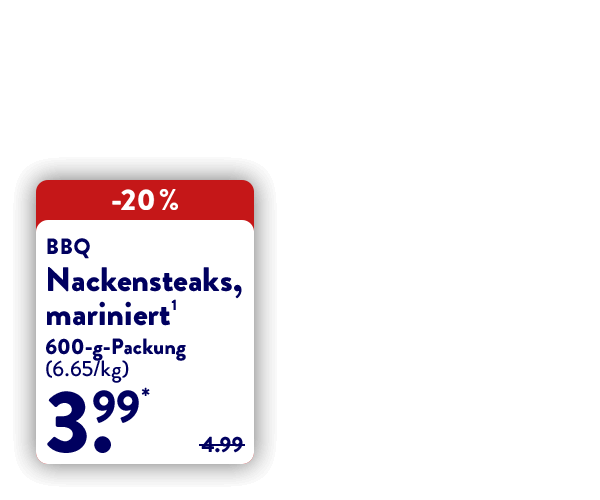 -20 %
BBQ
Nackensteaks,
mariniert¹
600-g-Packung
(6.65/kg)
3.99*
4.99